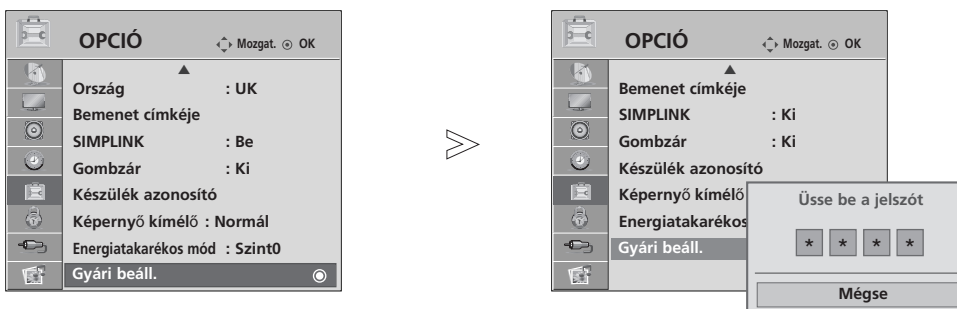 OPCIÓ Mozgat. OK
Ország : UK
Bemenet címkéje
SIMPLINK : Be
Gombzár : Ki
Készülék azonosító
Képernyő kímélő : Normál
Energiatakarékos mód : Szint0
Gyári beáll.
OPCIÓ Mozgat. OK
Bemenet címkéje
SIMPLINK : Ki
Gombzár : Ki
Készülék azonosító
Képernyő kímélő
Energiatakarékos
Gyári beáll.
Üsse be a jelszót
* * * *
Mégse